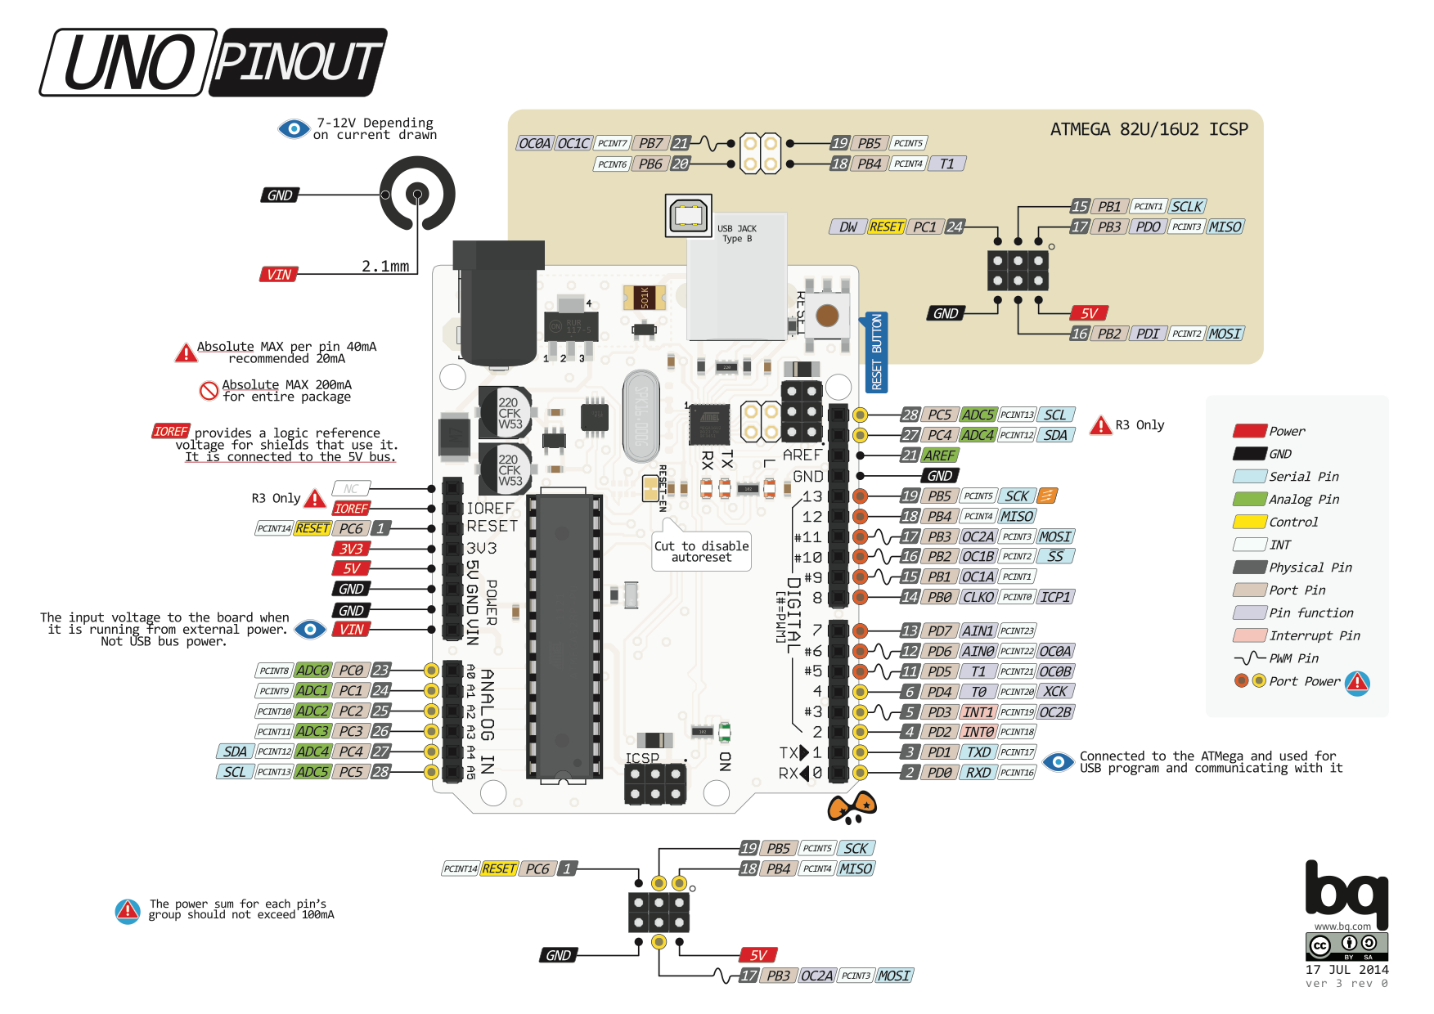 UNO PINOUT
7-12V Depending
on current drawn
GND
VIN
2.1mm
ATMEGA 82U/16U2 ICSP
OC0A OC1C PCINT7 PB7 21
PCINT6 PB6 20
19 PB5 PCINT5
18 PB4 PCINT4 T1
15 PB1 PCINT1 SCLK
17 PB3 PDO PCINT3 MISO
DW RESET PC1 24
GND
5V
16 PB2 PDI PCINT2 MOSI
USB JACK
Type B
RESET BUTTON
Absolute MAX per pin 40mA
recommended 20mA
Absolute MAX 200mA
for entire package
IOREF provides a logic reference
voltage for shields that use it.
It is connected to the 5V bus.
R3 Only
NC
IOREF
PCINT14 RESET PC6 1
3V3
5V
GND
GND
VIN
The input voltage to the board when
it is running from external power.
Not USB bus power.
PCINT8 ADC0 PC0 23
PCINT9 ADC1 PC1 24
PCINT10 ADC2 PC2 25
PCINT11 ADC3 PC3 26
SDA PCINT12 ADC4 PC4 27
SCL PCINT13 ADC5 PC5 28
501K
4
1 2 3
220
CFK
W53
220
CFK
W53
1
RX TX L
RESET-EN
Cut to disable
autoreset
IOREF
RESET
3V3
5V
GND
VIN
POWER
A0
A1
A2
A3
A4
A5
ANALOG IN
ICSP
ON
AREF
GND
13
12
#11
#10
#9
8
7
#6
#5
4
#3
2
TX 1
RX 0
DIGITAL
[#=PWM]
28 PC5 ADC5 PCINT13 SCL
27 PC4 ADC4 PCINT12 SDA
R3 Only
21 AREF
GND
19 PB5 PCINT5 SCK
18 PB4 PCINT4 MISO
17 PB3 OC2A PCINT3 MOSI
16 PB2 OC1B PCINT2 SS
15 PB1 OC1A PCINT1
14 PB0 CLKO PCINT0 ICP1
13 PD7 AIN1 PCINT23
12 PD6 AIN0 PCINT22 OC0A
11 PD5 T1 PCINT21 OC0B
6 PD4 T0 PCINT20 XCK
5 PD3 INT1 PCINT19 OC2B
4 PD2 INT0 PCINT18
3 PD1 TXD PCINT17
2 PD0 RXD PCINT16
Connected to the ATMega and used for
USB program and communicating with it
Power
GND
Serial Pin
Analog Pin
Control
INT
Physical Pin
Port Pin
Pin function
Interrupt Pin
PWM Pin
Port Power
PCINT14 RESET PC6 1
19 PB5 PCINT5 SCK
18 PB4 PCINT4 MISO
GND
5V
17 PB3 OC2A PCINT3 MOSI
The power sum for each pin's
group should not exceed 100mA
bq
www.bq.com
cc BY SA
17 JUL 2014
ver 3 rev 0